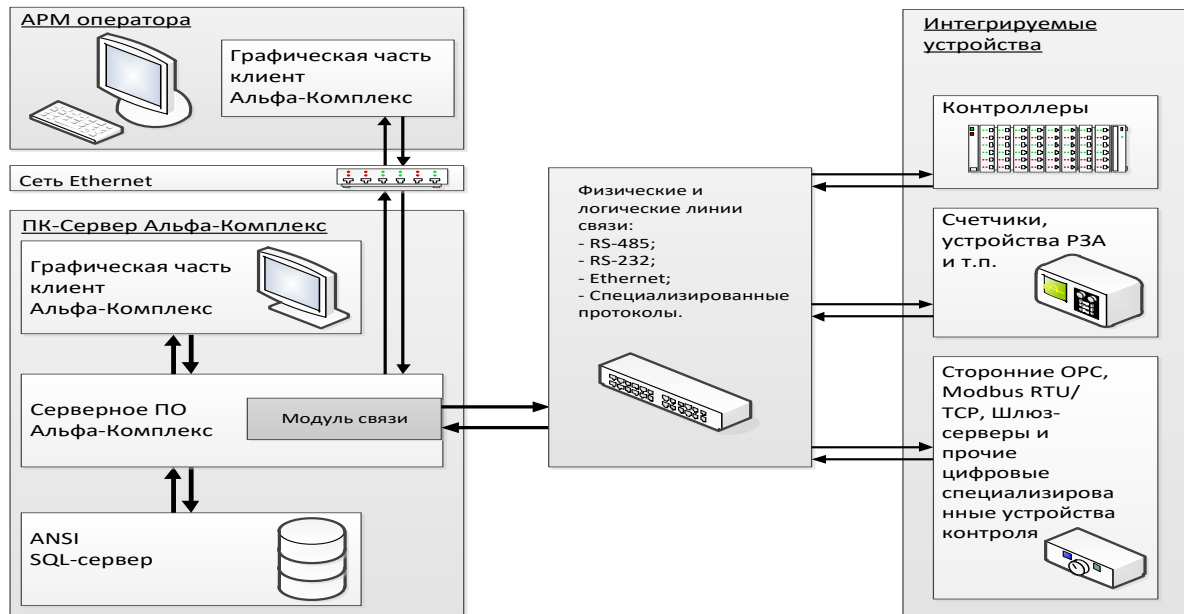 АРМ оператора
Графическая часть
клиент
Альфа-Комплекс
Сеть Ethernet
ПК-Сервер Альфа-Комплекс
Графическая часть
клиент
Альфа-Комплекс
Серверное ПО
Альфа-Комплекс
Модуль связи
ANSI
SQL-сервер
Физические и
логические линии
связи:
- RS-485;
- RS-232;
- Ethernet;
- Специализированные
протоколы.
Интегрируемые
устройства
Контроллеры
Счетчики,
устройства РЗА
и т.п.
Сторонние OPC,
Modbus RTU/
TCP, Шлюз-
серверы и
прочие
цифровые
специализирова
нные устройства
контроля